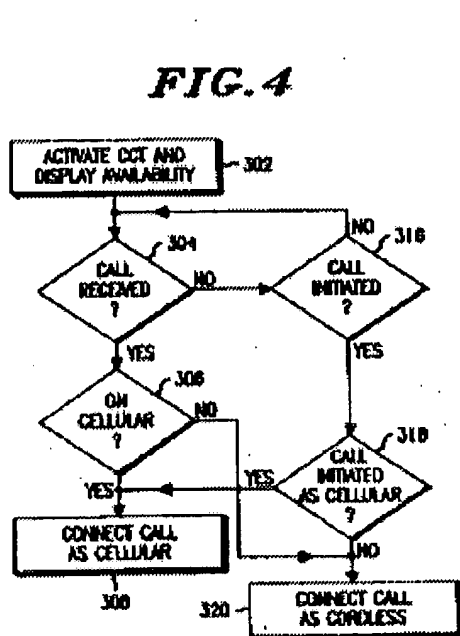 FIG. 4
ACTIVATE CCT AND
DISPLAY AVAILABILITY
302
304
CALL
RECEIVED
?
NO
YES
NO
316
CALL
INITIATED
?
YES
306
ON
CELLULAR
?
NO
YES
318
CALL
INITIATED
AS CELLULAR
?
YES
NO
CONNECT CALL
AS CELLULAR
308
320
CONNECT CALL
AS CORDLESS